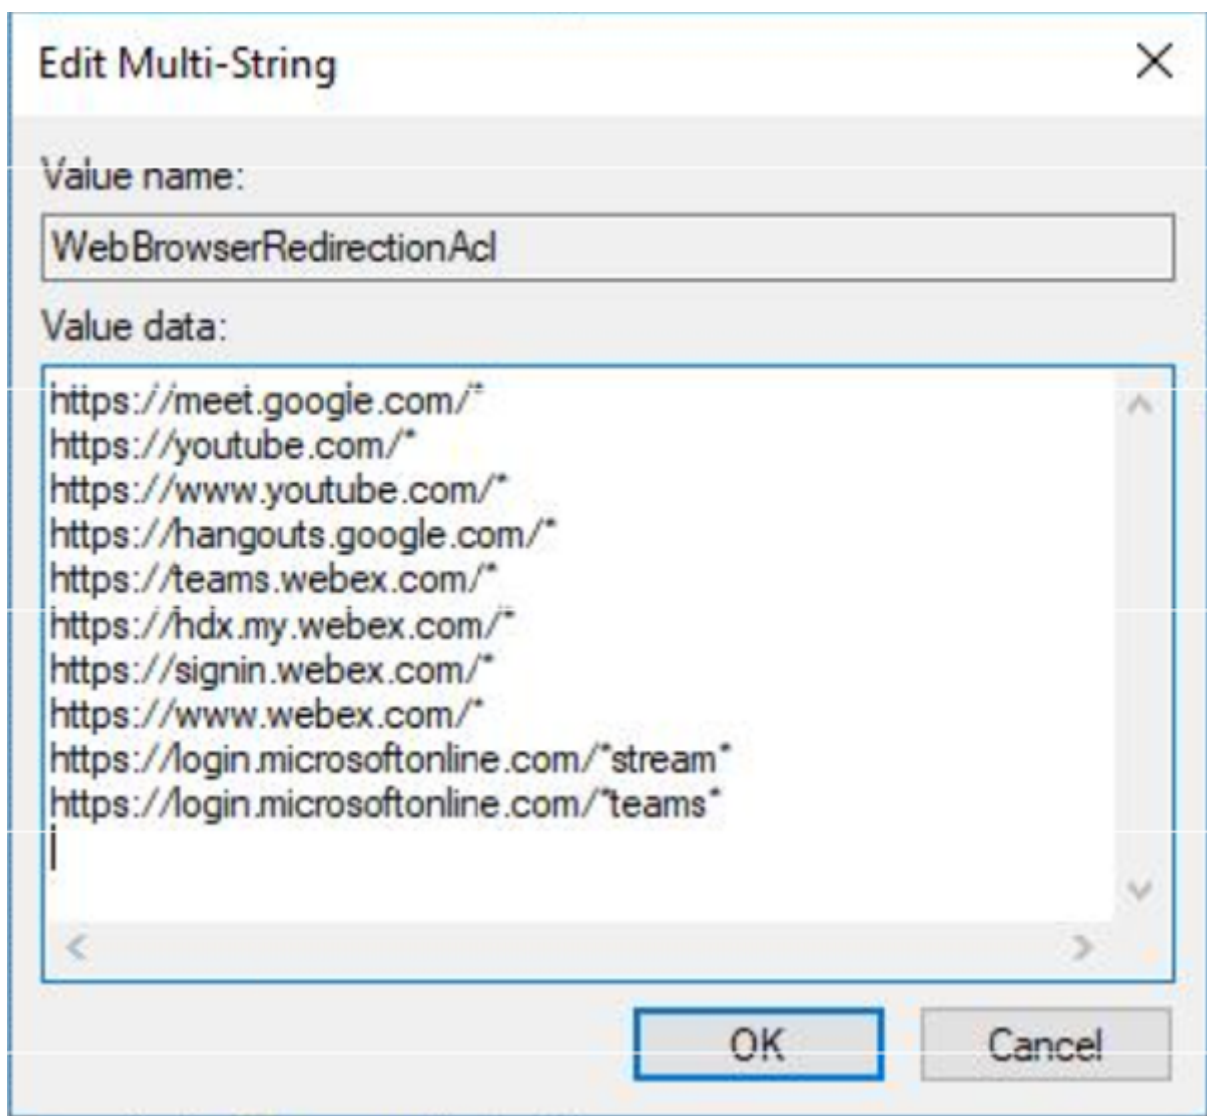 Edit Multi-String
Value name:
WebBrowserRedirectionAcl
Value data:
https://meet.google.com/*
https://youtube.com/*
https://www.youtube.com/*
https://hangouts.google.com/*
https://teams.webex.com/*
https://hdx.my.webex.com/*
https://signin.webex.com/*
https://www.webex.com/*
https://login.microsoftonline.com/*stream*
https://login.microsoftonline.com/*teams*
OK Cancel